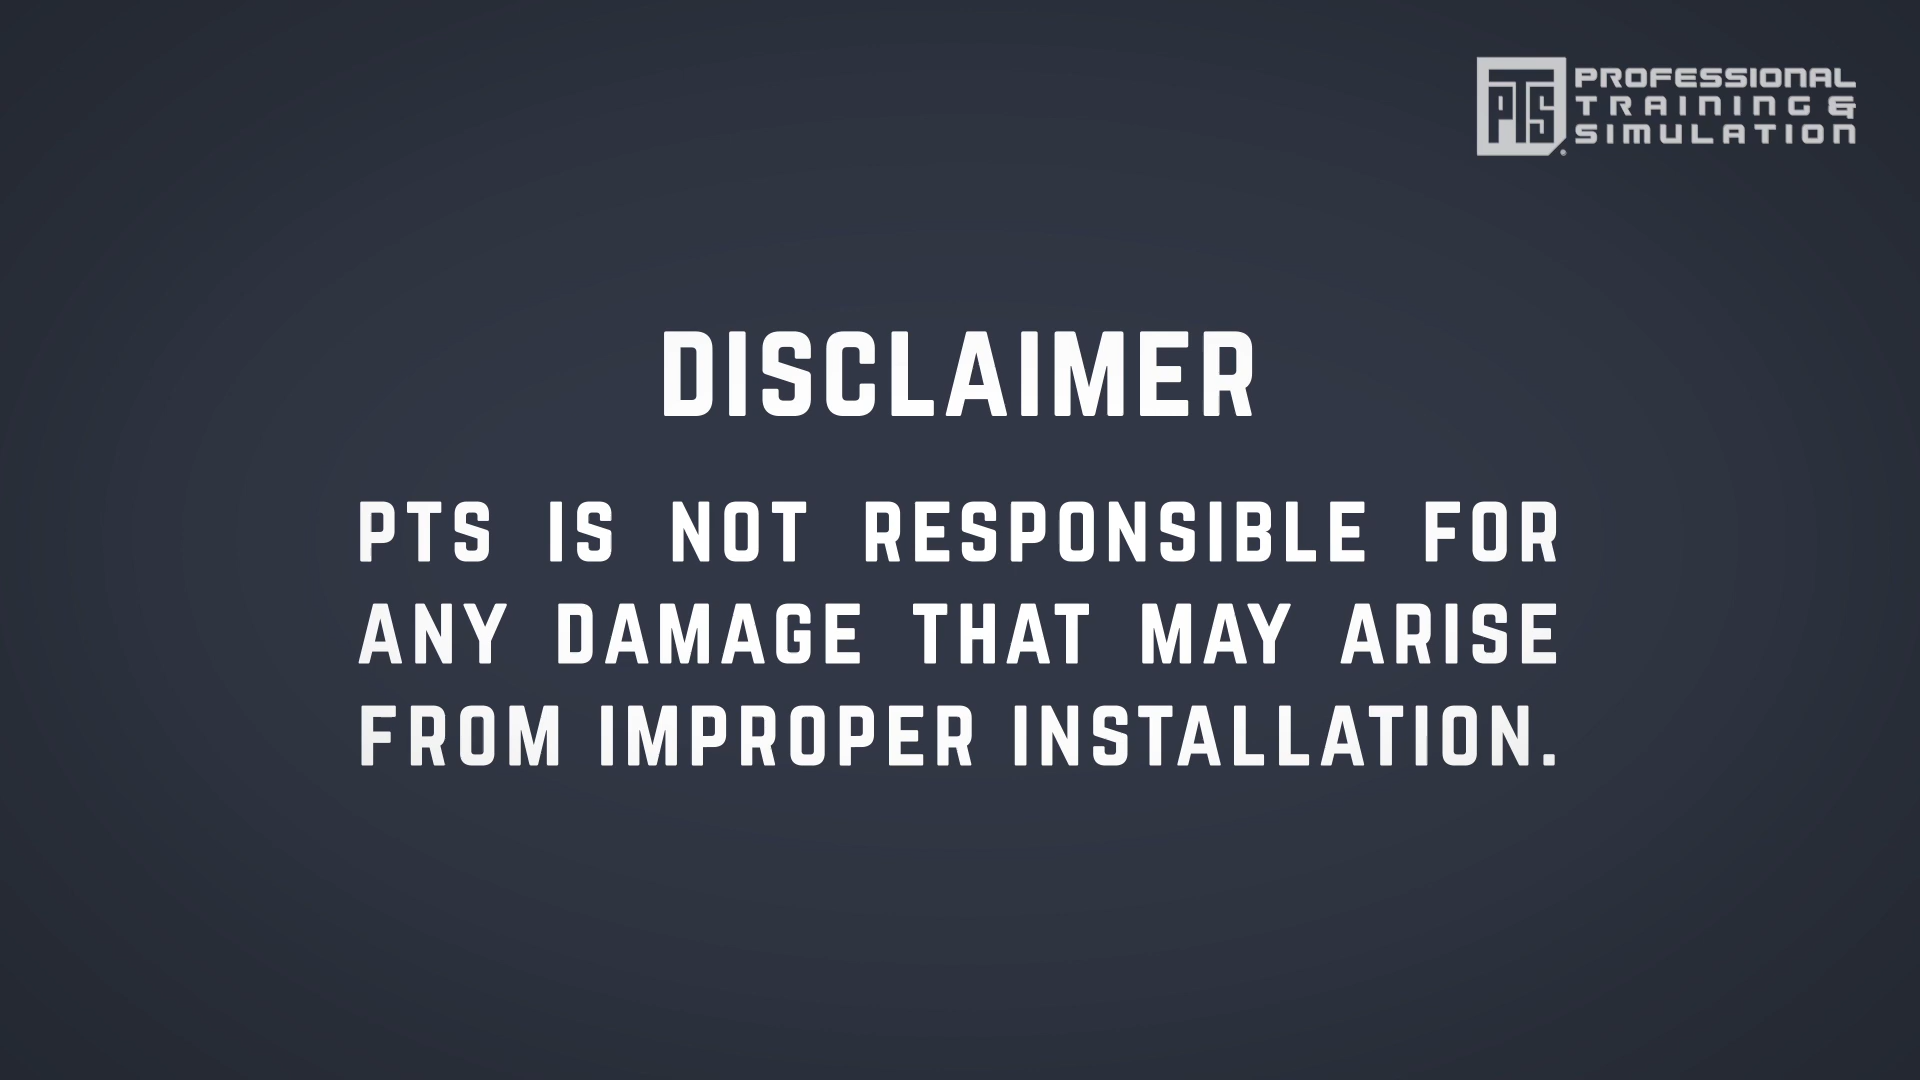 PTS
PROFESSIONAL
TRAINING &
SIMULATION
DISCLAIMER
PTS IS NOT RESPONSIBLE FOR
ANY DAMAGE THAT MAY ARISE
FROM IMPROPER INSTALLATION.